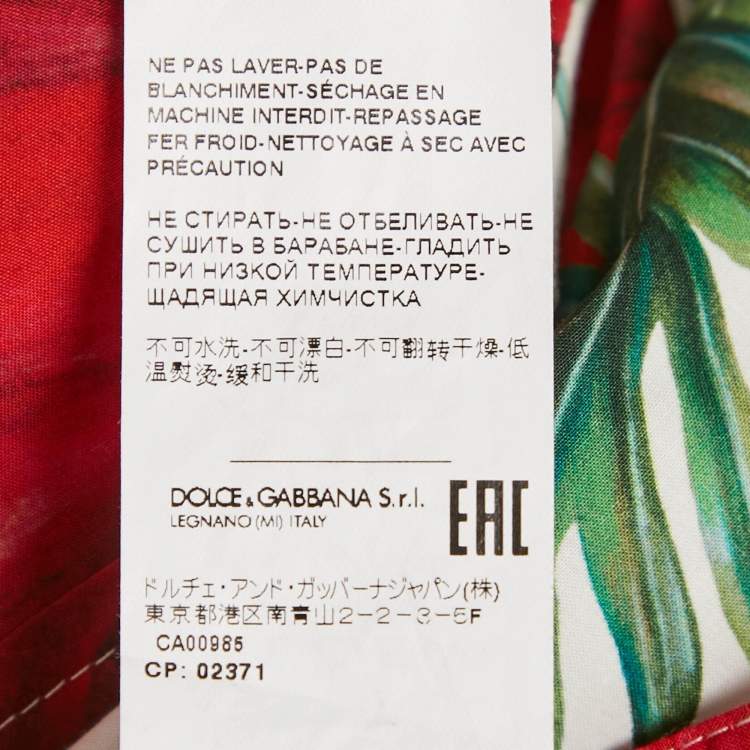 NE PAS LAVER-PAS DE
BLANCHIMENT-SÉCHAGE EN
MACHINE INTERDIT-REPASSAGE
FER FROID-NETTOYAGE À SEC AVEC
PRÉCAUTION
НЕ СТИРАТЬ-НЕ ОТБЕЛИВАТЬ-НЕ
СУШИТЬ В БАРАБАНЕ-ГЛАДИТЬ
ПРИ НИЗКОЙ ТЕМПЕРАТУРЕ-
ЩАДЯЩАЯ ХИМЧИСТКА
不可水洗-不可漂白-不可翻转干燥-低
温熨烫-缓和干洗
DOLCE & GABBANA S.r.l.
LEGNANO (MI) ITALY
EAC
ドルチェ・アンド・ガッバーナジャパン(株)
東京都港区南青山2-2-3-5F
CA00985
CP: 02371